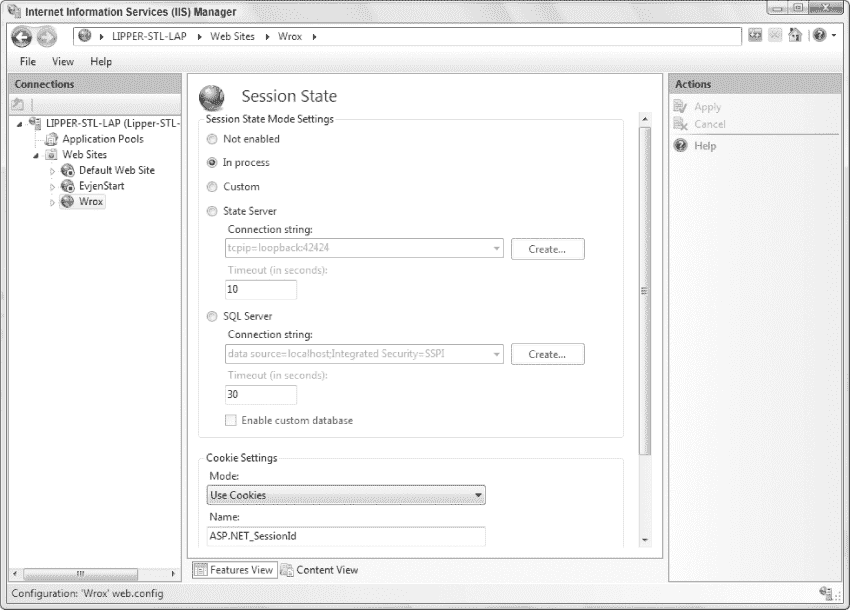 Internet Information Services (IIS) Manager
LIPPER-STL-LAP Web Sites Wrox
File View Help
Connections
LIPPER-STL-LAP (Lipper-STL-
Application Pools
Web Sites
Default Web Site
EvjenStart
Wrox
Session State
Session State Mode Settings
Not enabled
In process
Custom
State Server
Connection string:
tcpip=loopback:42424 Create...
Timeout (in seconds):
10
SQL Server
Connection string:
data source=localhost;Integrated Security=SSPI Create...
Timeout (in seconds):
30
Enable custom database
Cookie Settings
Mode:
Use Cookies
Name:
ASP.NET_SessionId
Features View Content View
Actions
Apply
Cancel
Help
Configuration: 'Wrox' web.config